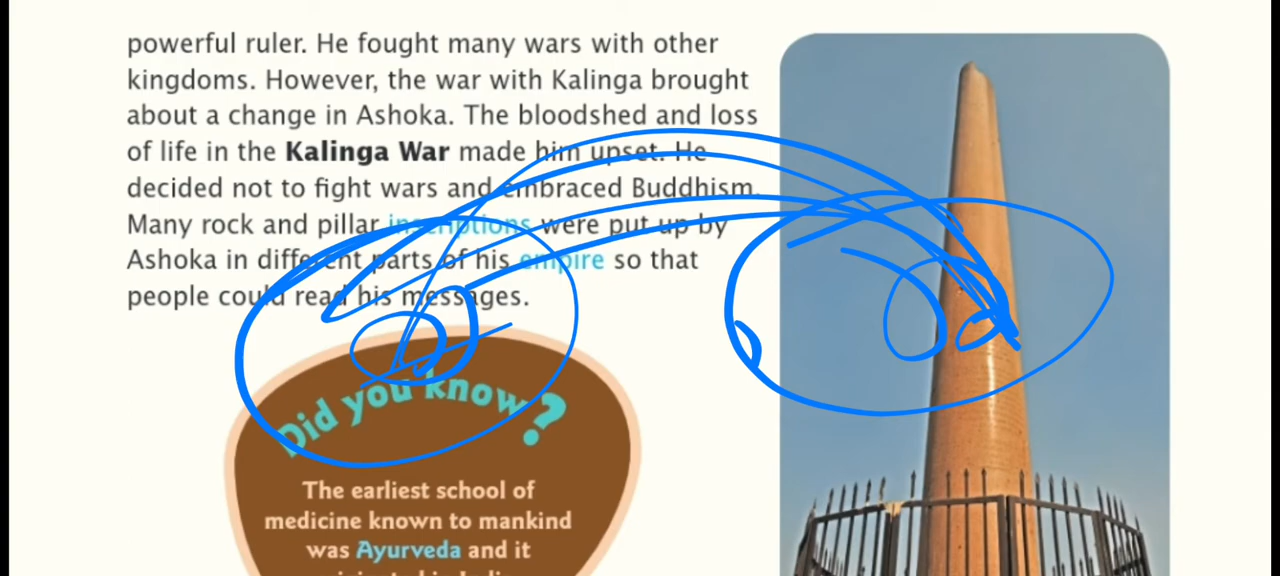 powerful ruler. He fought many wars with other
kingdoms. However, the war with Kalinga brought
about a change in Ashoka. The bloodshed and loss
of life in the Kalinga War made him upset. He
decided not to fight wars and embraced Buddhism.
Many rock and pillar inscriptions were put up by
Ashoka in different parts of his empire so that
people could read his messages.
Did you know?
The earliest school of
medicine known to mankind
was Ayurveda and it